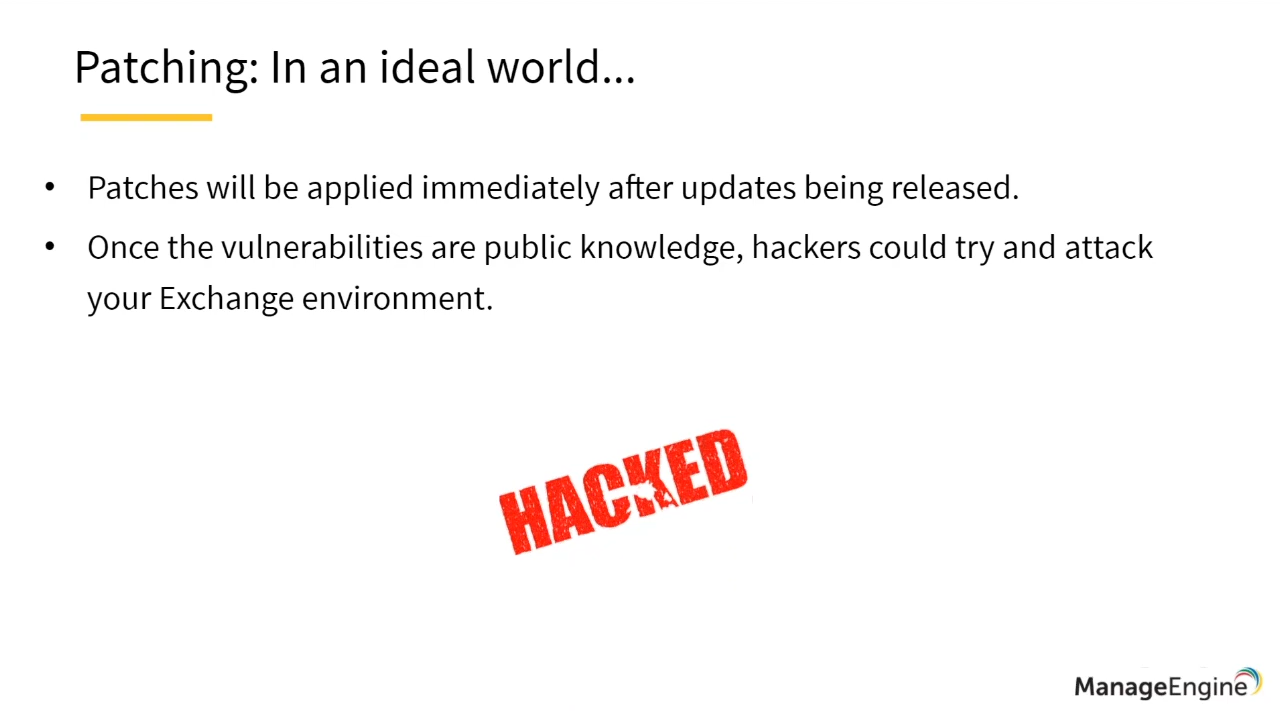 Patching: In an ideal world...
• Patches will be applied immediately after updates being released.
• Once the vulnerabilities are public knowledge, hackers could try and attack
your Exchange environment.
HACKED
ManageEngine